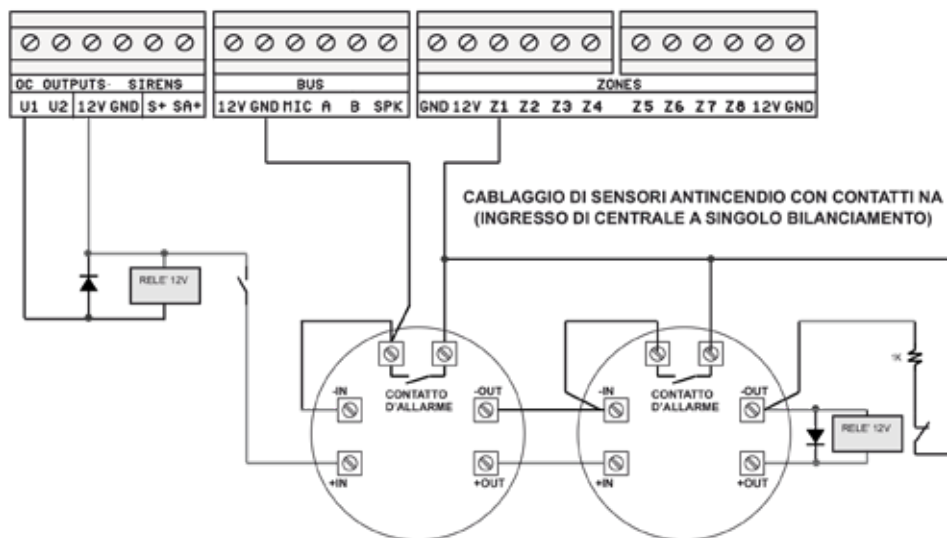 OC OUTPUTS· SIRENS
U1 U2 12V GND S+ SA+
BUS
12V GND MIC A B SPK
ZONES
GND 12V Z1 Z2 Z3 Z4 Z5 Z6 Z7 Z8 12V GND
CABLAGGIO DI SENSORI ANTINCENDIO CON CONTATTI NA
(INGRESSO DI CENTRALE A SINGOLO BILANCIAMENTO)
RELE' 12V
CONTATTO
D'ALLARME
-IN
-OUT
+IN
+OUT
CONTATTO
D'ALLARME
-IN
-OUT
+IN
+OUT
1K
RELE' 12V